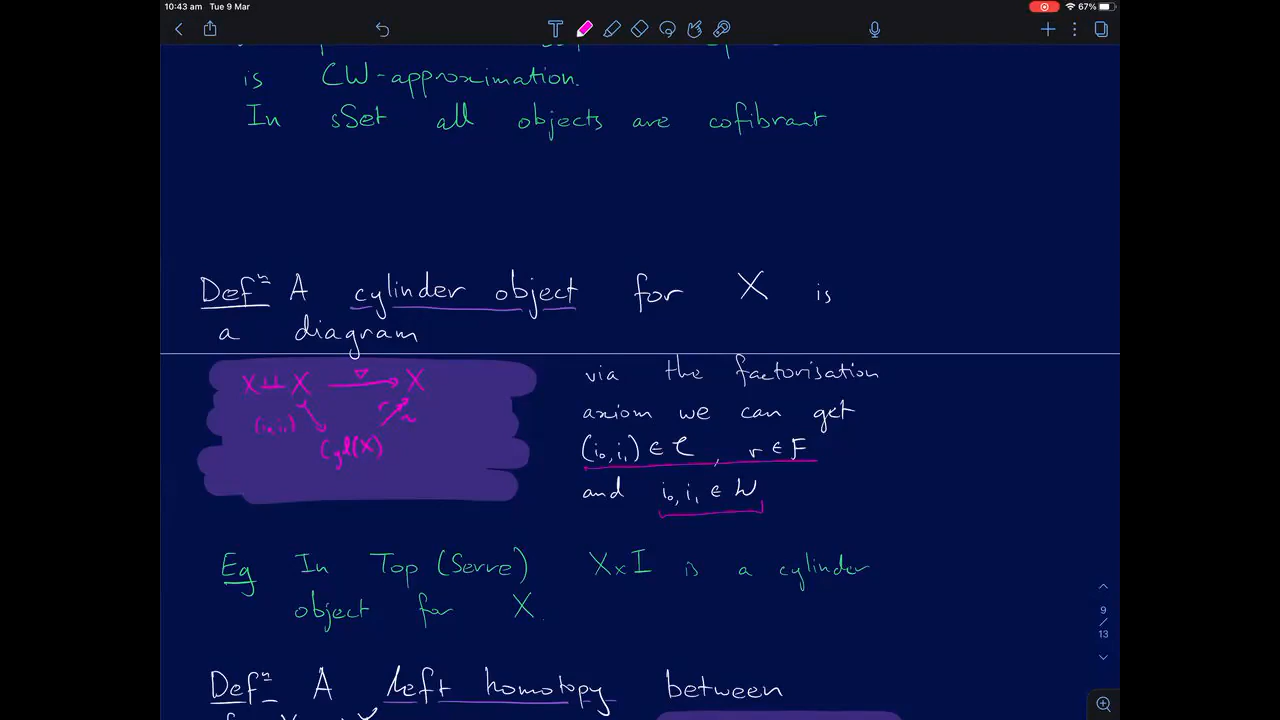 10:43 am Tue 9 Mar
67%
is CW-approximation.
In sSet all objects are cofibrant
Defⁿ A cylinder object for X is
a diagram
X ⊔ X ∇ X
(i₀,i₁) r ~
Cyl(X)
via the factorisation
axiom we can get
(i₀,i₁) ∈ C, r ∈ F
and i₀,i₁ ∈ W
Eg In Top (Serre) X×I is a cylinder
object for X.
Defⁿ A left homotopy between
9
/
13